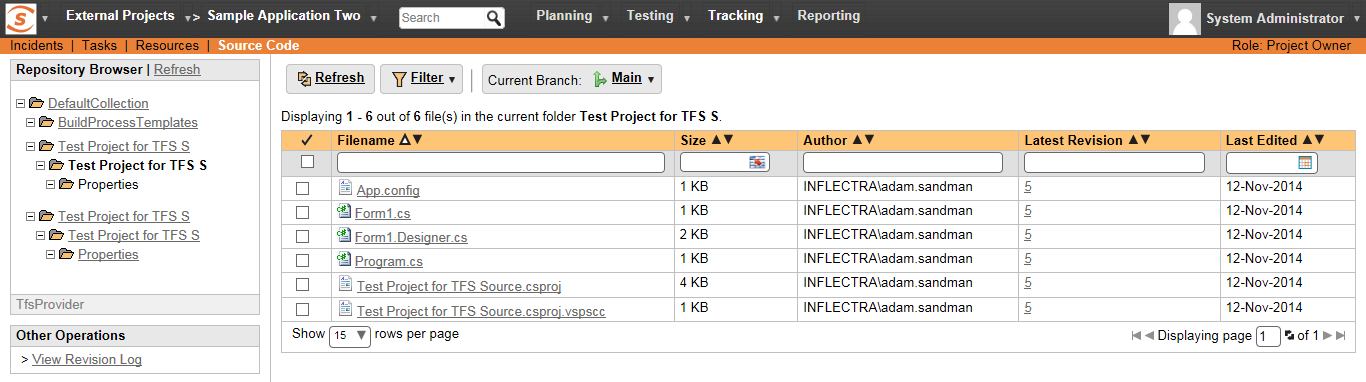 External Projects > Sample Application Two Search Planning Testing Tracking Reporting System Administrator
Incidents | Tasks | Resources | Source Code Role: Project Owner
Repository Browser | Refresh
DefaultCollection
BuildProcessTemplates
Test Project for TFS S
Test Project for TFS S
Properties
Test Project for TFS S
Test Project for TFS S
Properties
TfsProvider
Other Operations
> View Revision Log
Refresh Filter Current Branch: Main
Displaying 1 - 6 out of 6 file(s) in the current folder Test Project for TFS S.
Filename Size Author Latest Revision Last Edited
App.config 1 KB INFLECTRA\adam.sandman 5 12-Nov-2014
Form1.cs 1 KB INFLECTRA\adam.sandman 5 12-Nov-2014
Form1.Designer.cs 2 KB INFLECTRA\adam.sandman 5 12-Nov-2014
Program.cs 1 KB INFLECTRA\adam.sandman 5 12-Nov-2014
Test Project for TFS Source.csproj 4 KB INFLECTRA\adam.sandman 5 12-Nov-2014
Test Project for TFS Source.csproj.vspscc 1 KB INFLECTRA\adam.sandman 5 12-Nov-2014
Show 15 rows per page Displaying page 1 of 1